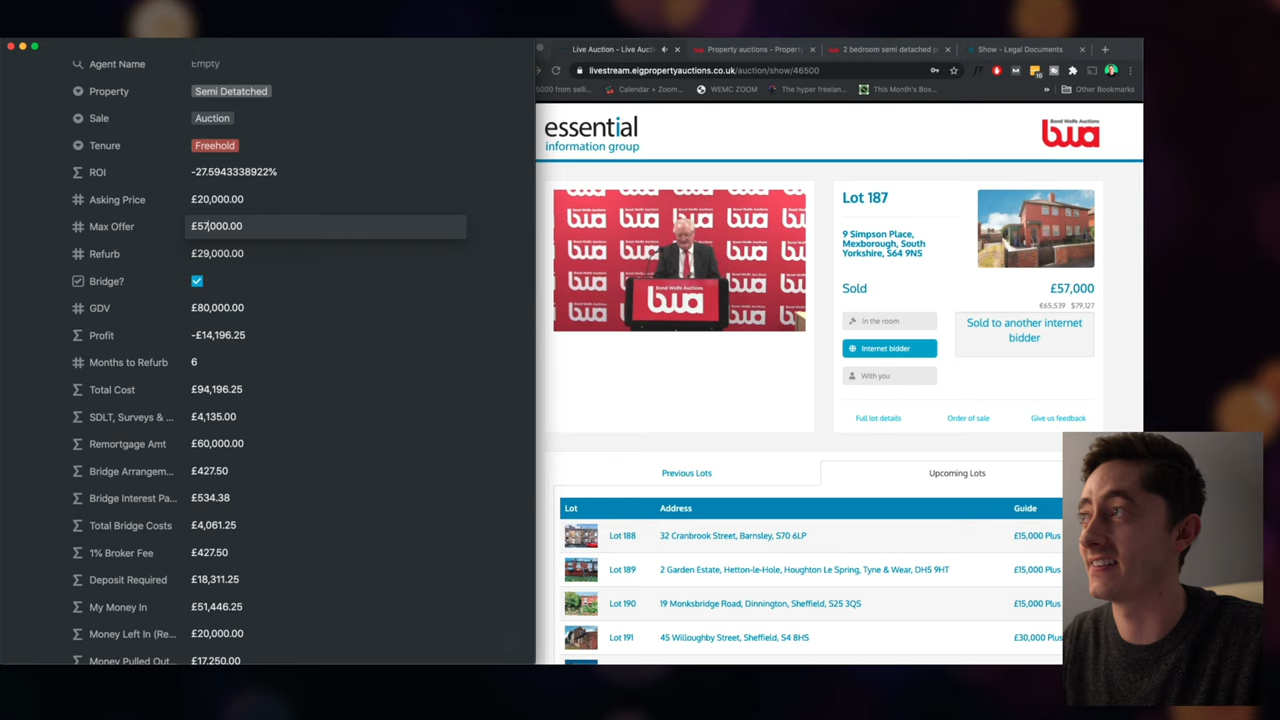 Agent Name Empty
Property Semi Detatched
Sale Auction
Tenure Freehold
ROI -27.5943338922%
Asking Price £20,000.00
Max Offer £57,000.00
Refurb £29,000.00
Bridge?
GDV £80,000.00
Profit -£14,196.25
Months to Refurb 6
Total Cost £94,196.25
SDLT, Surveys & ... £4,135.00
Remortgage Amt £60,000.00
Bridge Arrangem... £427.50
Bridge Interest Pa... £534.38
Total Bridge Costs £4,061.25
1% Broker Fee £427.50
Deposit Required £18,311.25
My Money In £51,446.25
Money Left In (Re... £20,000.00
Money Pulled Out... £17,250.00
Live Auction - Live Aucti
Property auctions - Propert
2 bedroom semi detached p
Show - Legal Documents
livestream.eigpropertyauctions.co.uk/auction/show/46500
5000 from selli...
Calendar + Zoom...
WEMC ZOOM
The hyper freelan...
This Month's Box...
»
Other Bookmarks
essential
information group
Bond Wolfe Auctions
bwa
Bond Wolfe Auctions
bwa
Lot 187
9 Simpson Place,
Mexborough, South
Yorkshire, S64 9NS
Sold £57,000
€65,539 $79,127
In the room
Internet bidder
With you
Sold to another internet
bidder
Full lot details
Order of sale
Give us feedback
Previous Lots
Upcoming Lots
Lot Address Guide
Lot 188 32 Cranbrook Street, Barnsley, S70 6LP £15,000 Plus
Lot 189 2 Garden Estate, Hetton-le-Hole, Houghton Le Spring, Tyne & Wear, DH5 9HT £15,000 Plus
Lot 190 19 Monksbridge Road, Dinnington, Sheffield, S25 3QS £15,000 Plus
Lot 191 45 Willoughby Street, Sheffield, S4 8HS £30,000 Plus